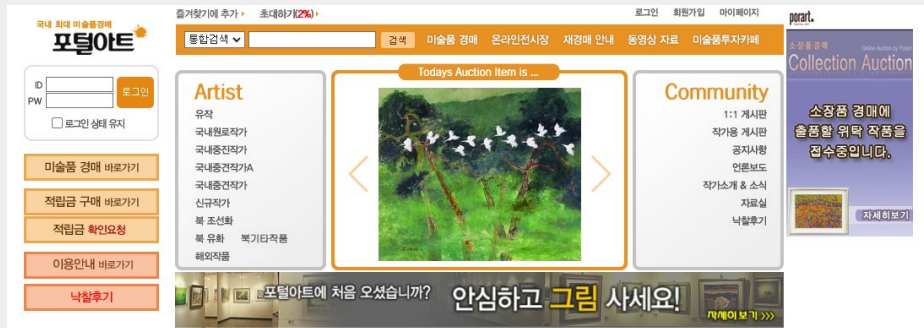 국내 최대 미술품경매
포털아트
ID
PW
로그인
로그인 상태 유지
미술품 경매 바로가기
적립금 구매 바로가기
적립금 확인요청
이용안내 바로가기
낙찰후기
즐겨찾기에 추가
초대하기(2%)
로그인 회원가입 마이페이지
통합검색
검색
미술품 경매 온라인전시장 재경매 안내 동영상 자료 미술품투자카페
Artist
유작
국내원로작가
국내중진작가
국내중견작가A
국내중견작가
신규작가
북 조선화
북 유화 북기타작품
해외작품
Todays Auction Item is ...
Community
1:1 게시판
작가용 게시판
공지사항
언론보도
작가소개 & 소식
자료실
낙찰후기
포털아트에 처음 오셨습니까?
안심하고 그림 사세요!
자세히 보기 >>>
porart.
소장품경매
Online Auction by Porart
Collection Auction
소장품 경매에
출품할 위탁 작품을
접수중입니다.
자세히보기